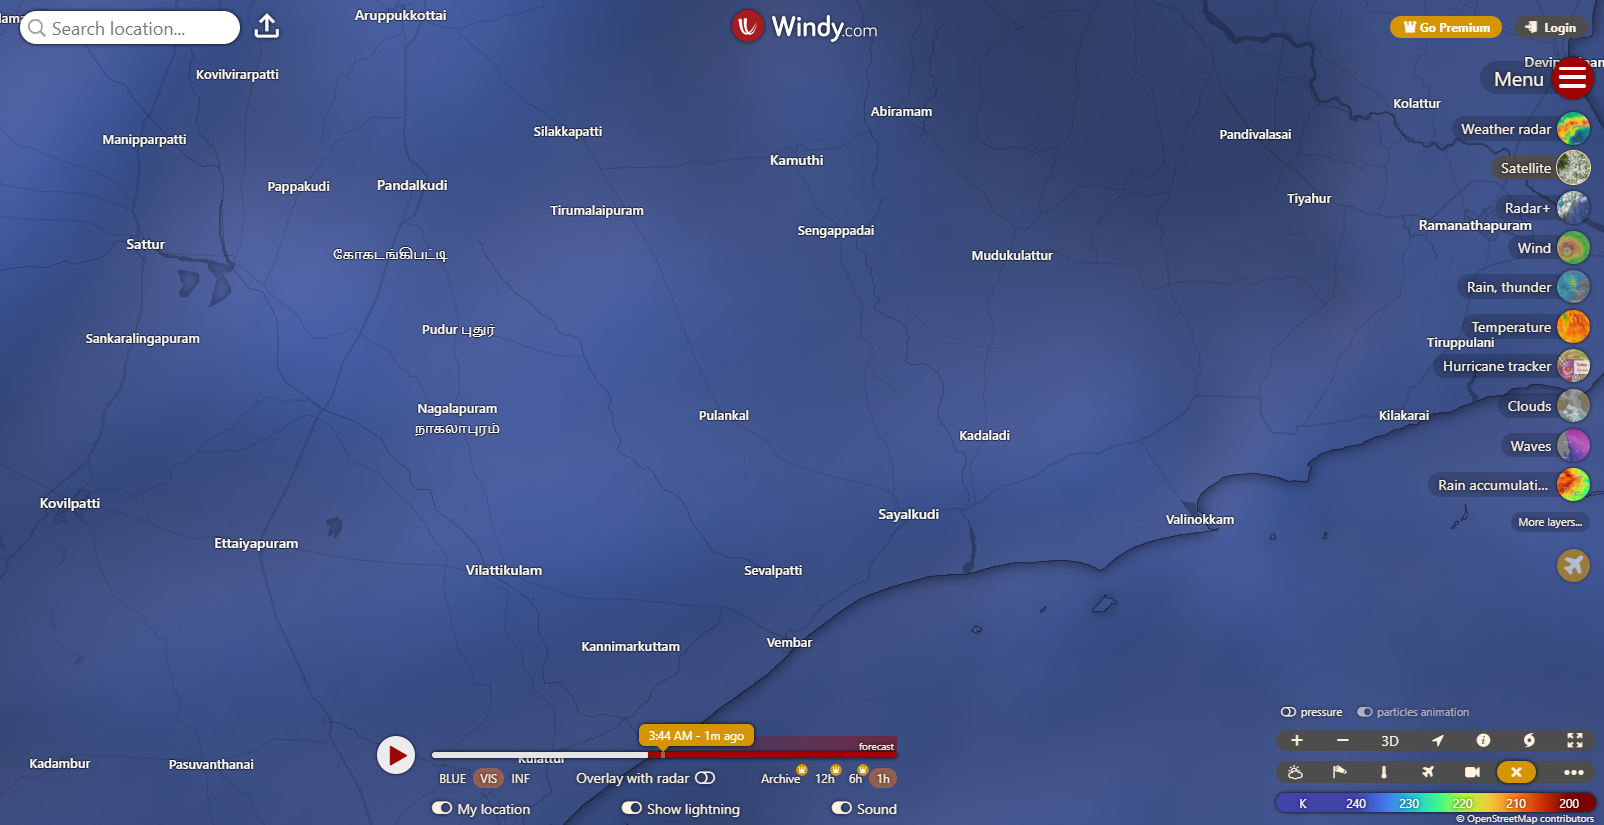 Search location...
Windy.com
Go Premium
Login
Menu
Weather radar
Satellite
Radar+
Wind
Rain, thunder
Temperature
Hurricane tracker
Clouds
Waves
Rain accumulati...
More layers...
Aruppukkottai
Kovilvirarpatti
Manipparpatti
Silakkapatti
Abiramam
Kolattur
Pandivalasai
Kamuthi
Pappakudi
Pandalkudi
Tirumalaipuram
Tiyahur
Ramanathapuram
Sengappadai
Sattur
கோகடங்கிபட்டி
Mudukulattur
Pudur புதுர்
Sankaralingapuram
Tiruppulani
Nagalapuram
நாகலாபுரம்
Pulankal
Kilakarai
Kadaladi
Kovilpatti
Sayalkudi
Valinokkam
Ettaiyapuram
Vilattikulam
Sevalpatti
Kannimarkuttam
Vembar
Kadambur
Pasuvanthanai
3:44 AM - 1m ago
forecast
BLUE VIS INF
Overlay with radar
Archive 12h 6h 1h
My location
Show lightning
Sound
pressure
particles animation
3D
K 240 230 220 210 200
© OpenStreetMap contributors